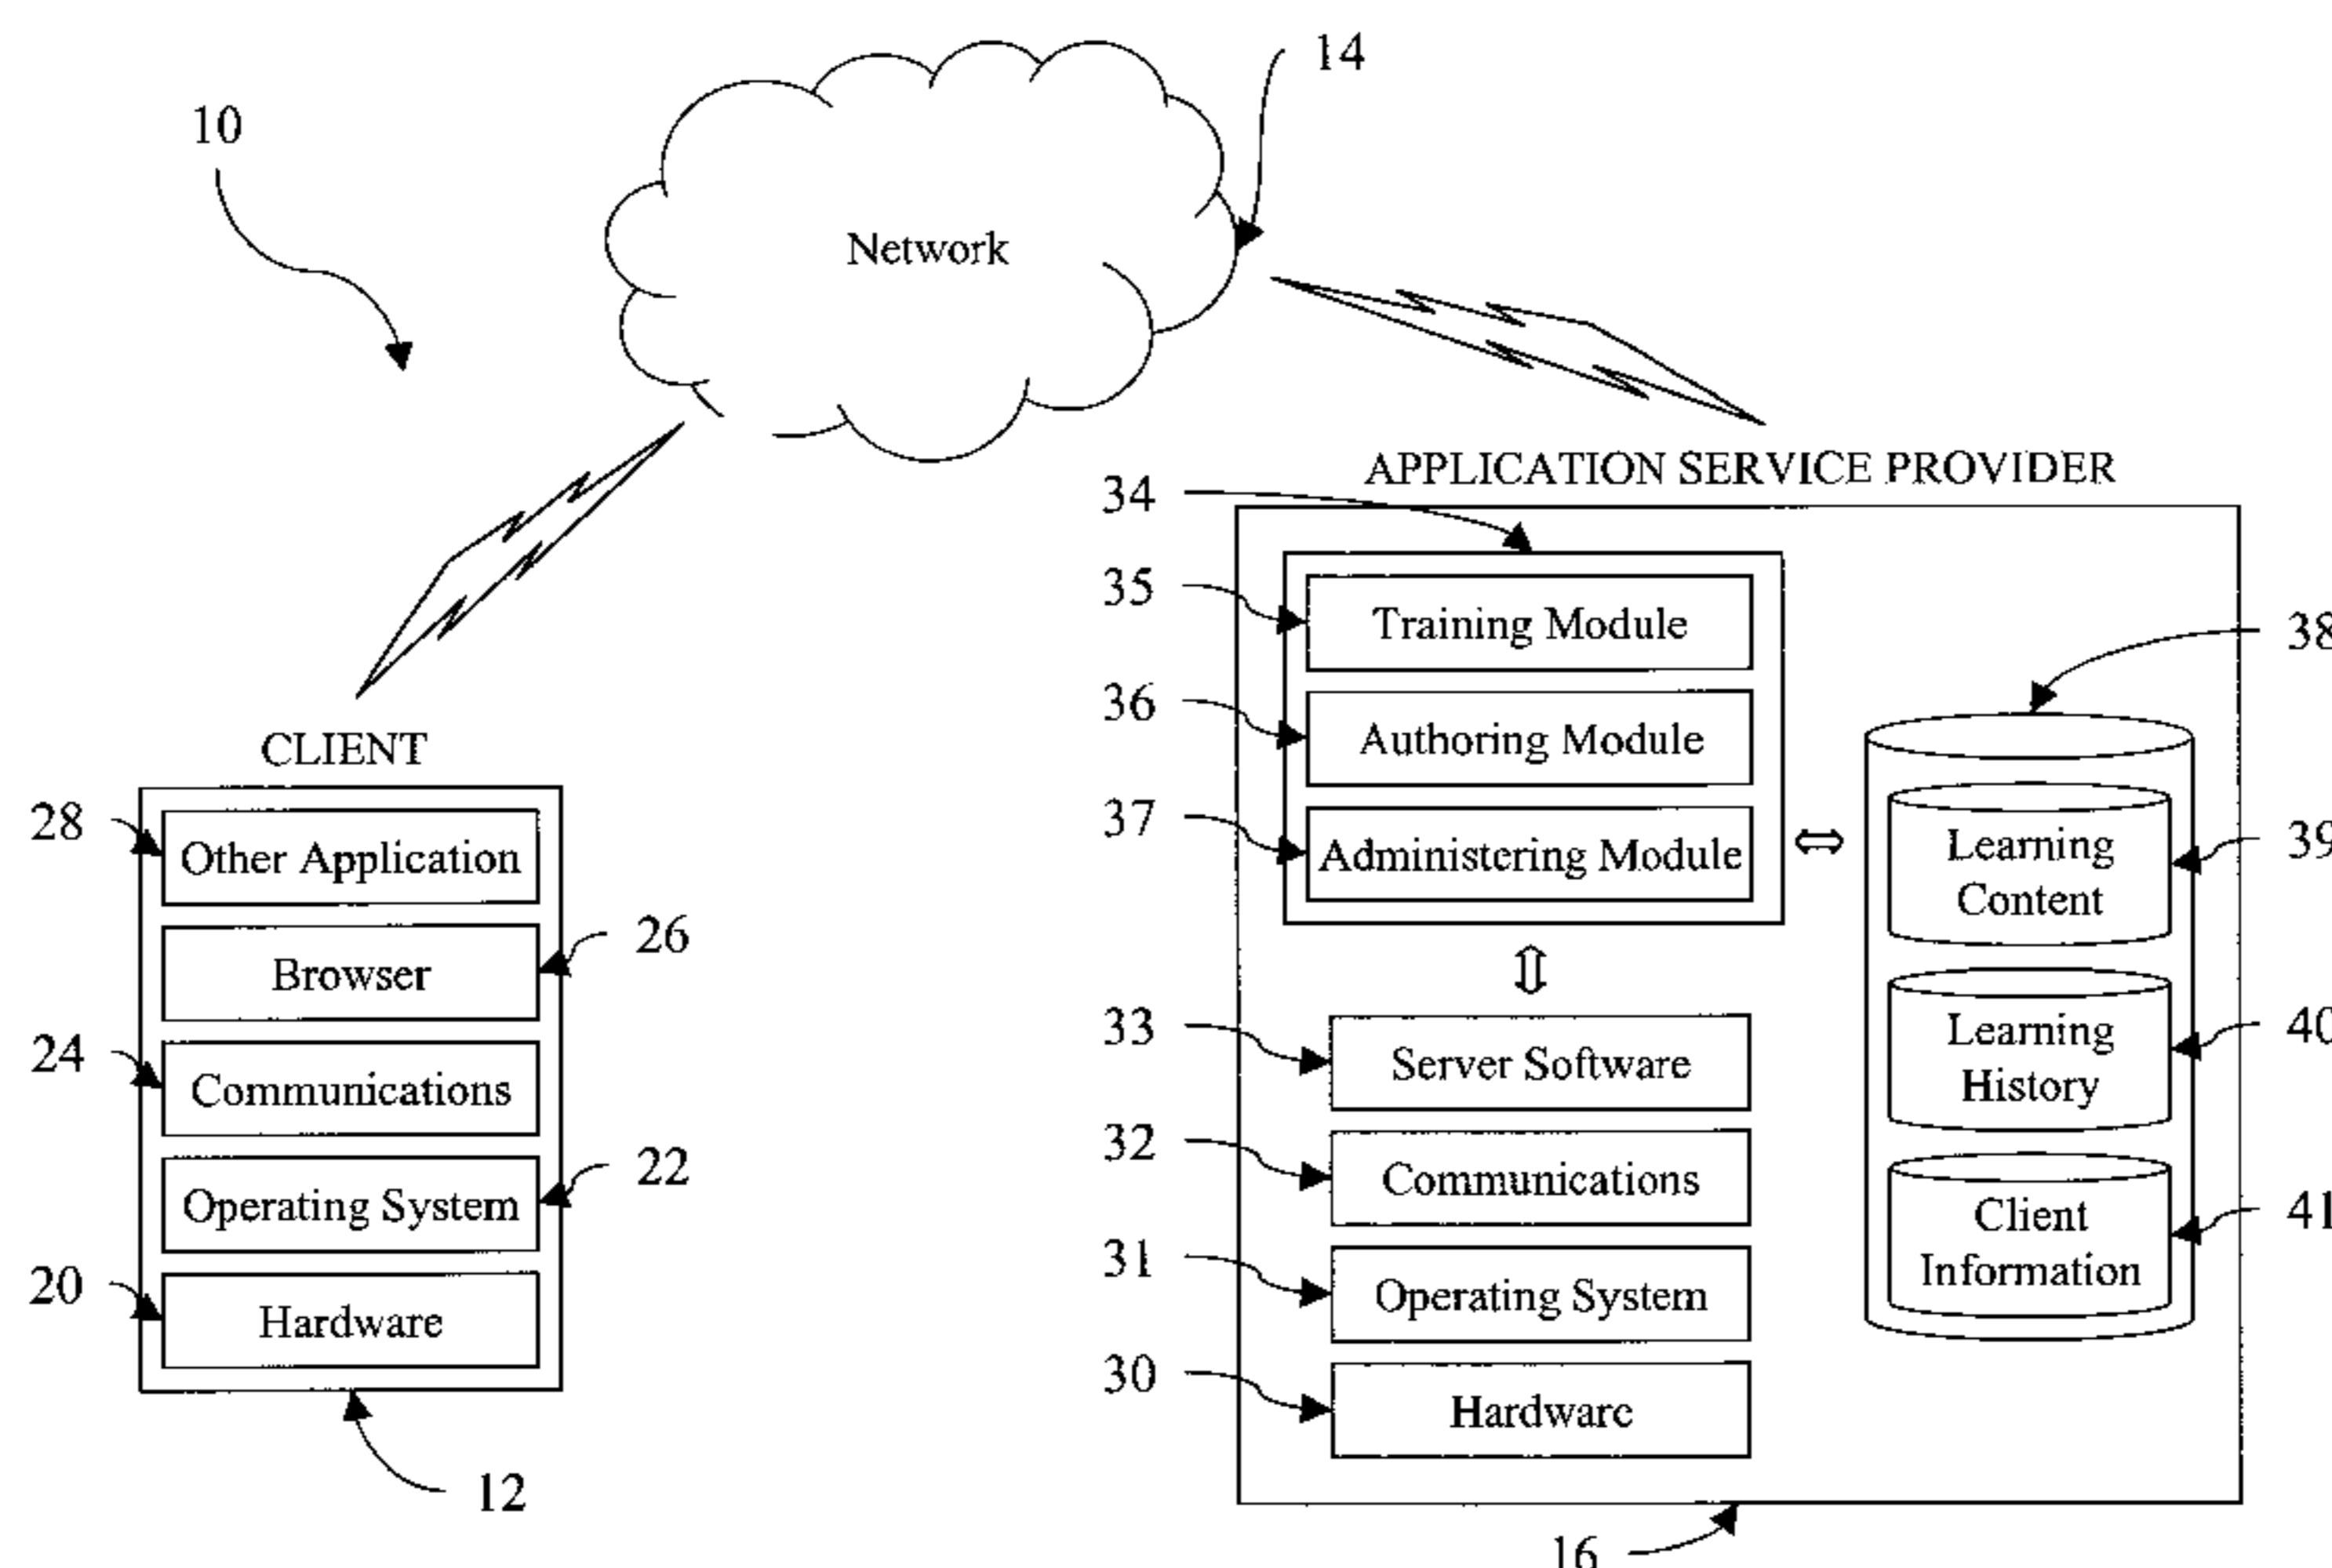 14
10
Network
APPLICATION SERVICE PROVIDER
34
35
Training Module
38
36
Authoring Module
CLIENT
37
Administering Module
39
Learning
Content
28
Other Application
26
Browser
33
Server Software
40
Learning
History
24
Communications
32
Communications
22
Operating System
41
Client
Information
31
Operating System
20
Hardware
30
Hardware
12
16